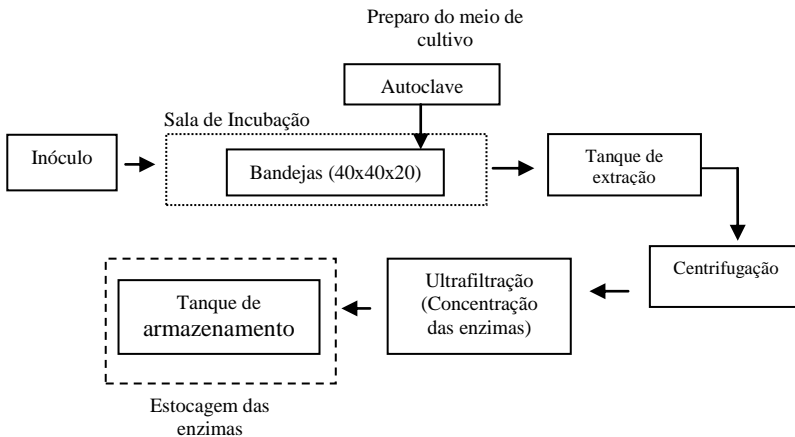 Preparo do meio de
cultivo
Autoclave
Sala de Incubação
Inóculo
Bandejas (40x40x20)
Tanque de
extração
Centrifugação
Ultrafiltração
(Concentração
das enzimas)
Tanque de
armazenamento
Estocagem das
enzimas